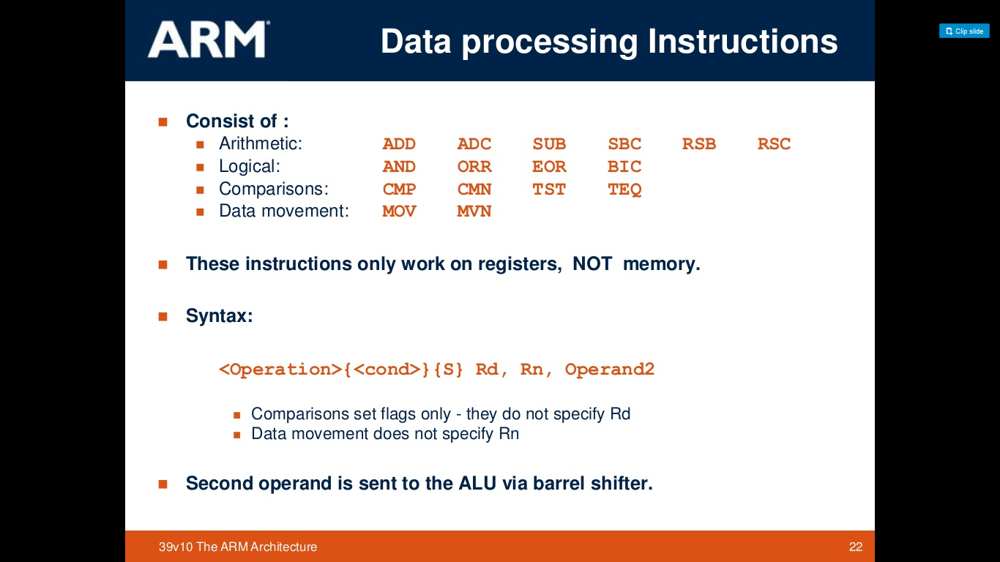 ARM®
Data processing Instructions
Clip slide
Consist of :
Arithmetic: ADD ADC SUB SBC RSB RSC
Logical: AND ORR EOR BIC
Comparisons: CMP CMN TST TEQ
Data movement: MOV MVN
These instructions only work on registers, NOT memory.
Syntax:
<Operation>{<cond>}{S} Rd, Rn, Operand2
Comparisons set flags only - they do not specify Rd
Data movement does not specify Rn
Second operand is sent to the ALU via barrel shifter.
39v10 The ARM Architecture 22